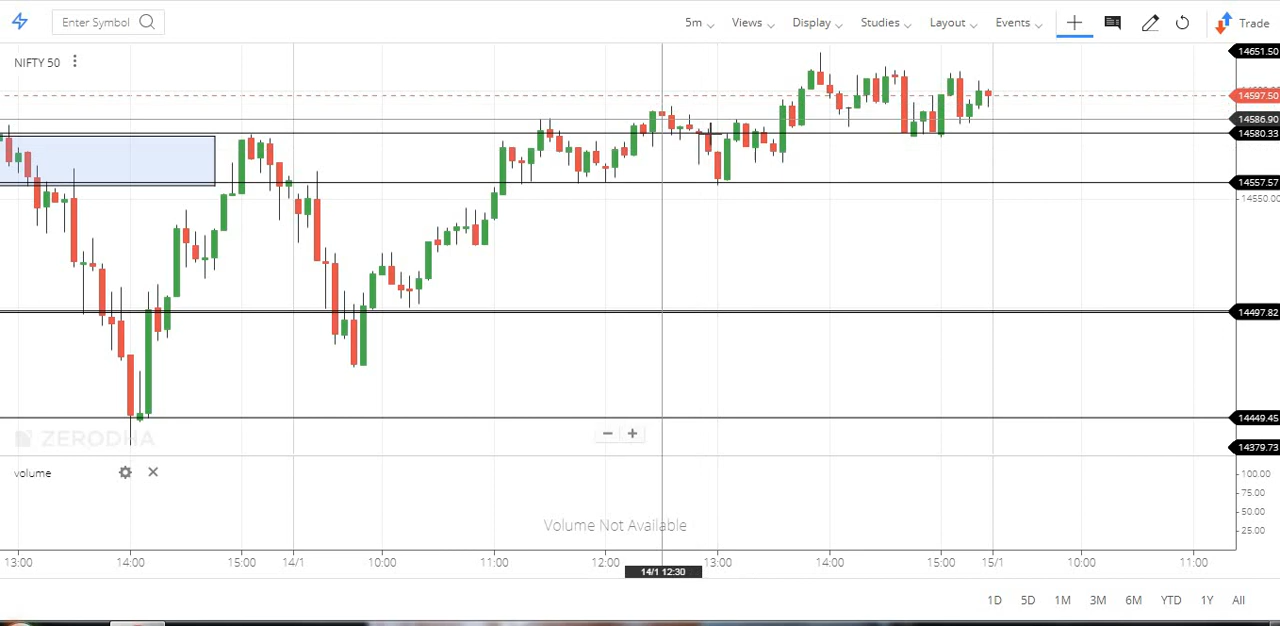 Enter Symbol 5m Views Display Studies Layout Events Trade
NIFTY 50
14651.50
14597.50
14586.90
14580.33
14557.57
14550.00
14497.82
14449.45
ZERODHA
14379.73
volume
100.00
75.00
50.00
25.00
Volume Not Available
13:00 14:00 15:00 14/1 10:00 11:00 12:00 13:00 14:00 15:00 15/1 10:00 11:00
14/1 12:30
1D 5D 1M 3M 6M YTD 1Y All